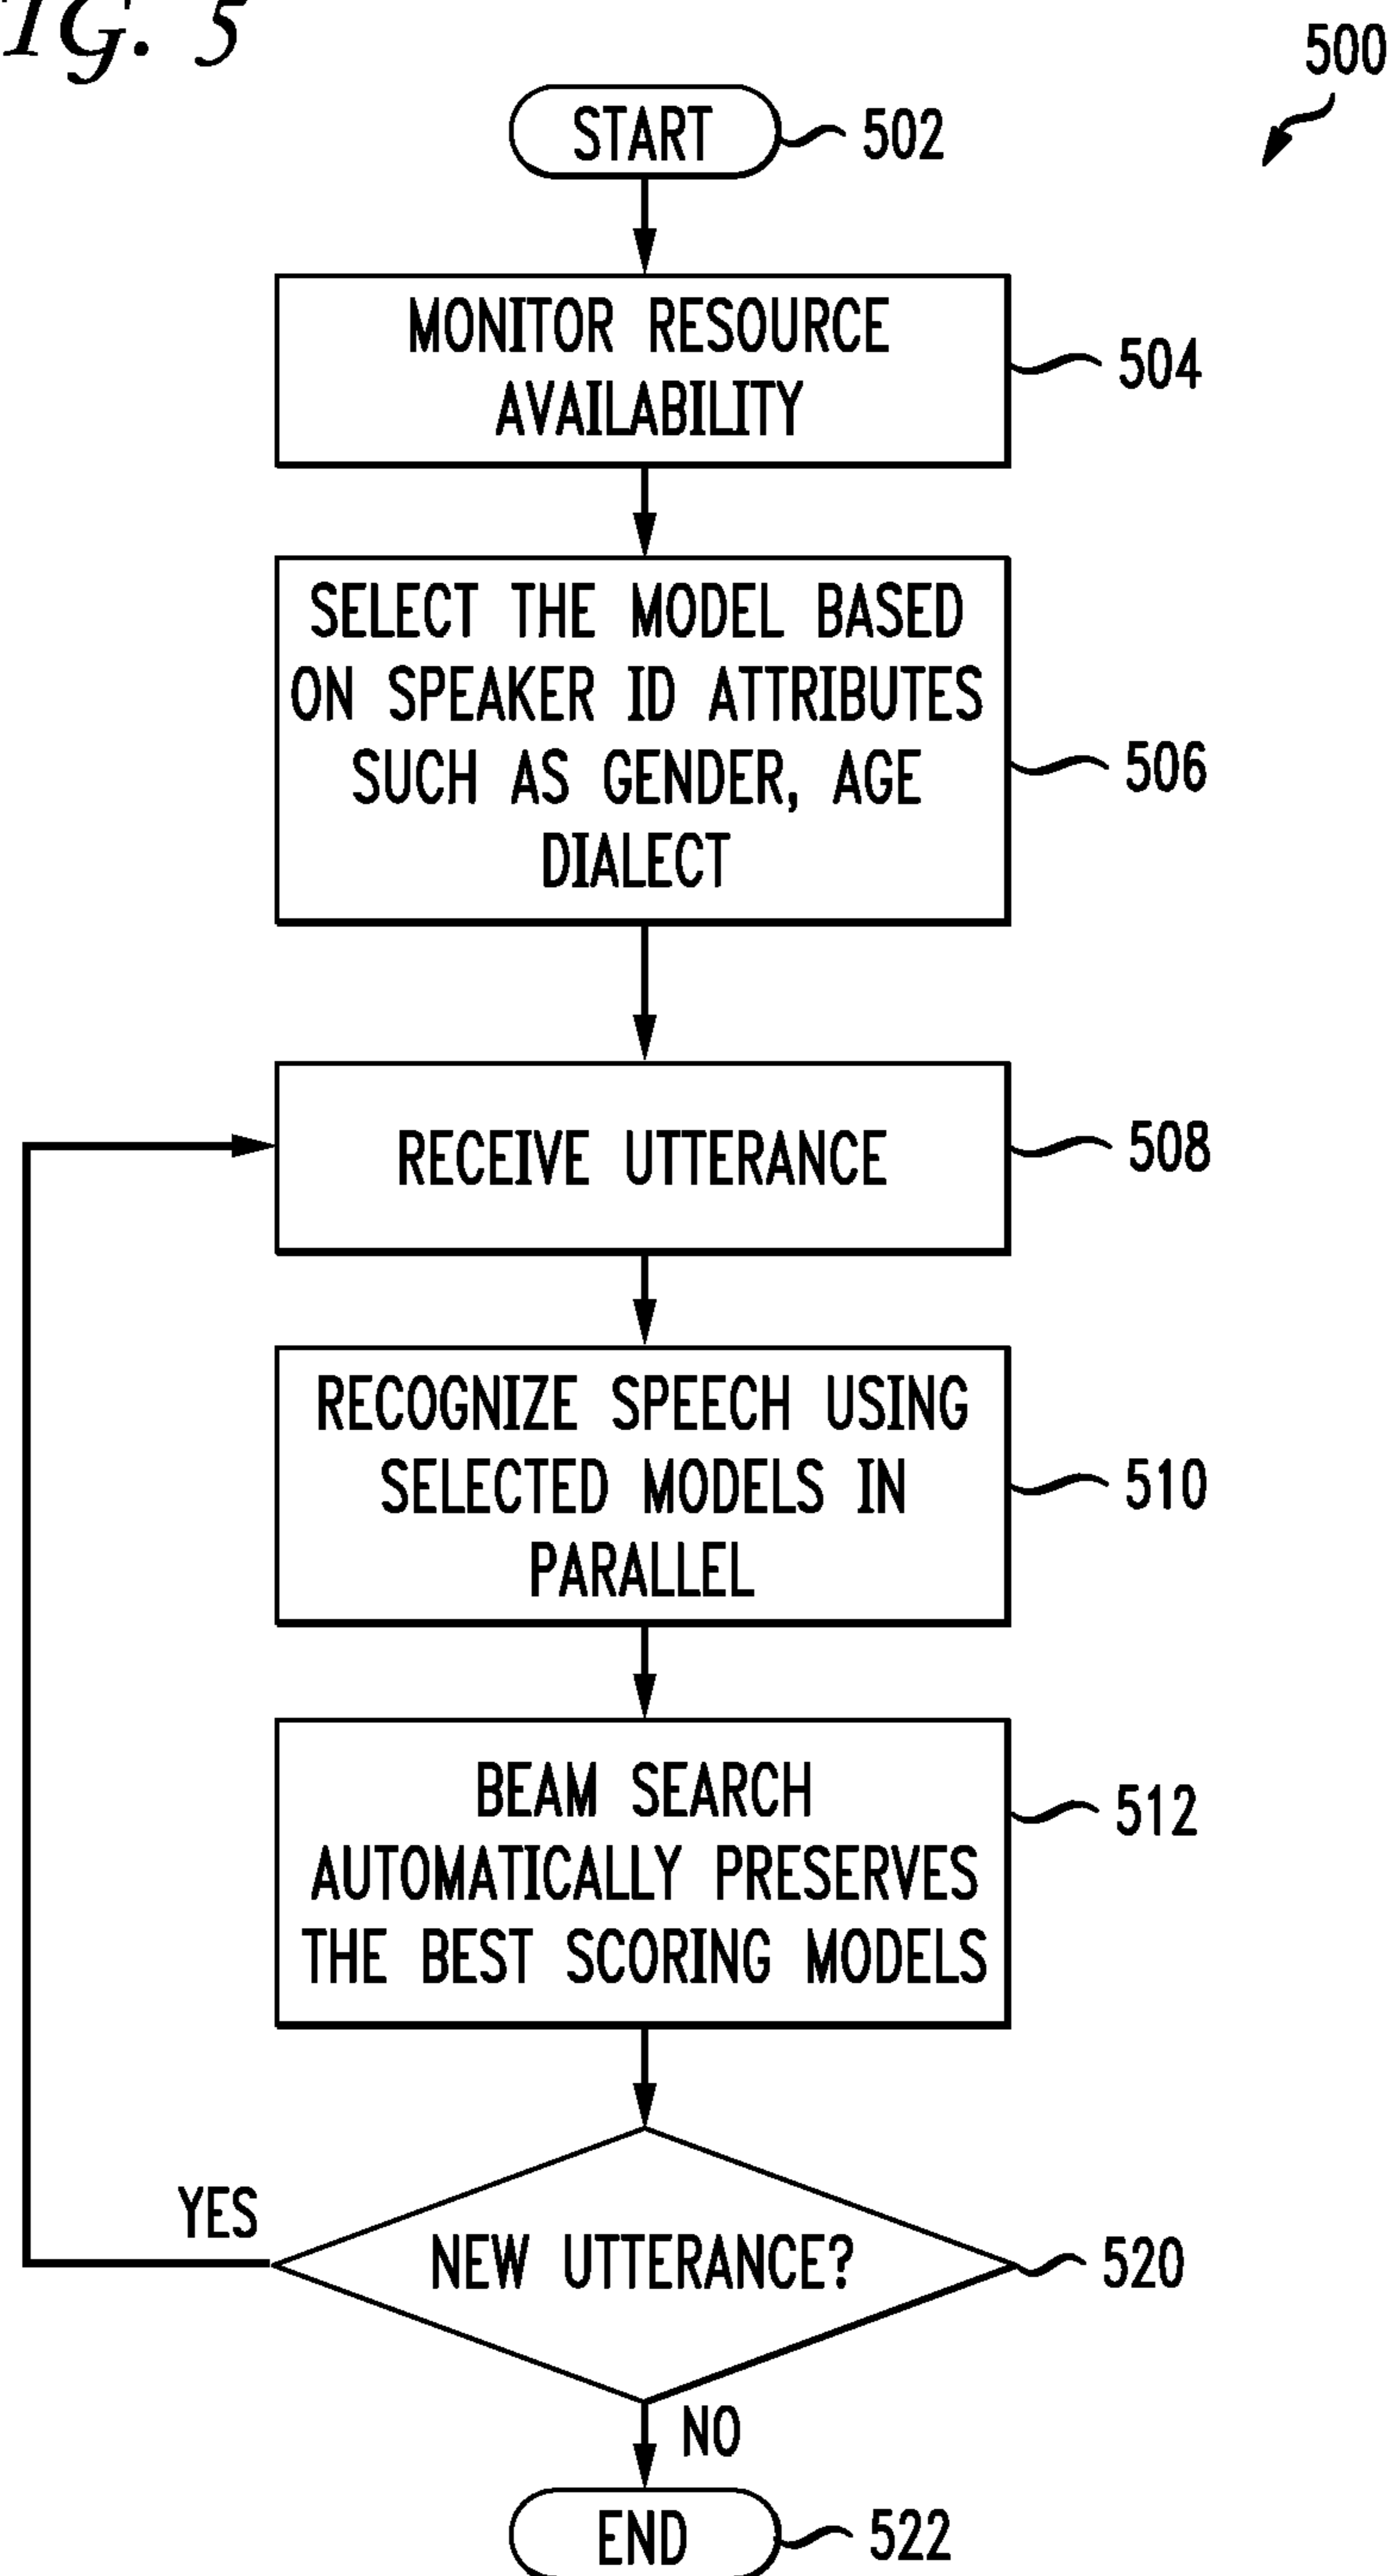 FIG. 5
500
START
502
MONITOR RESOURCE
AVAILABILITY
504
SELECT THE MODEL BASED
ON SPEAKER ID ATTRIBUTES
SUCH AS GENDER, AGE
DIALECT
506
RECEIVE UTTERANCE
508
RECOGNIZE SPEECH USING
SELECTED MODELS IN
PARALLEL
510
BEAM SEARCH
AUTOMATICALLY PRESERVES
THE BEST SCORING MODELS
512
YES
NEW UTTERANCE?
520
NO
END
522